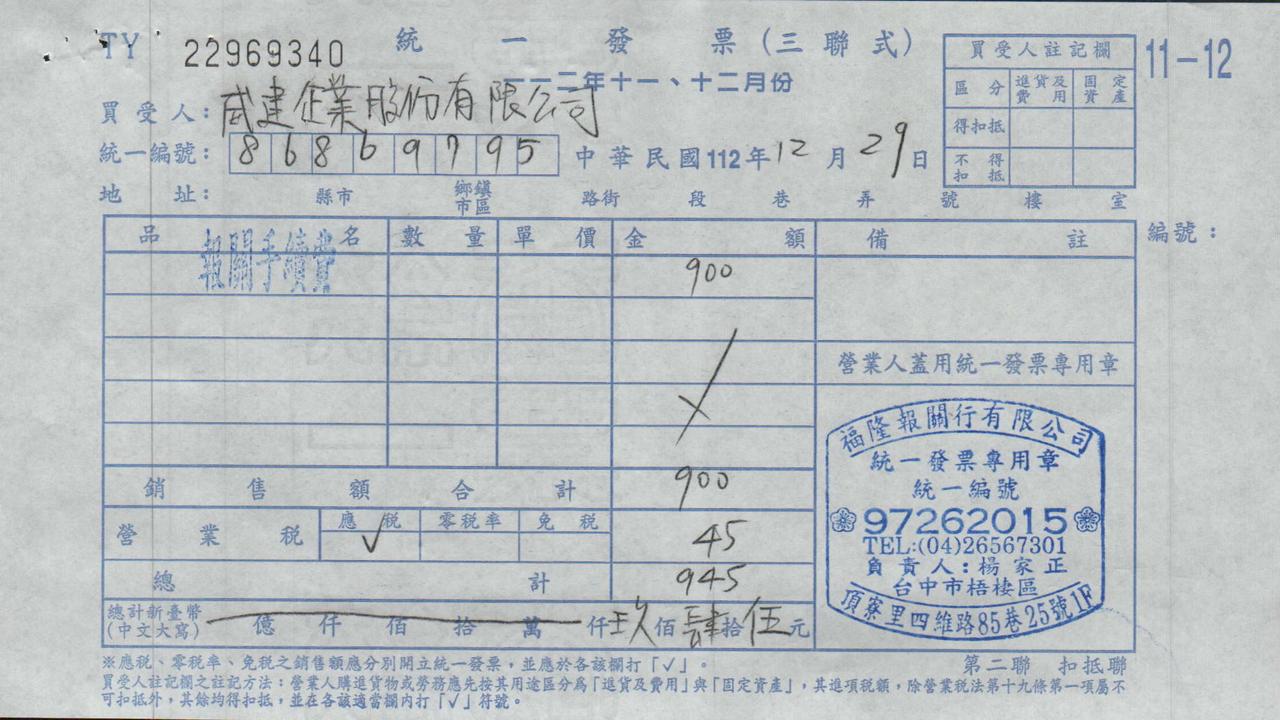 TY 22969340 統一發票(三聯式)
一一二年十一、十二月份
11-12
買受人註記欄
區分 進貨及費用 固定資產
得扣抵
不得扣抵
買受人: 威建企業股份有限公司
統一編號: 86869795 中華民國112年12月29日
地址: 縣市 鄉鎮市區 路街 段 巷 弄 號 樓 室
品名 數量 單價 金額 備註 編號:
報關手續費 900
營業人蓋用統一發票專用章
銷售額合計 900
營業稅 應稅 ✓ 零稅率 免稅 45
總計 945
總計新臺幣(中文大寫) 億 仟 佰 拾 萬 仟 玖 佰 肆 拾 伍 元
福隆報關行有限公司
統一發票專用章
統一編號
97262015
TEL:(04)26567301
負責人:楊家正
台中市梧棲區
頂寮里四維路85巷25號1F
※應稅、零稅率、免稅之銷售額應分別開立統一發票,並應於各該欄打「✓」。
第二聯 扣抵聯
買受人註記欄之註記方法:營業人購進貨物或勞務應先按其用途區分為「進貨及費用」與「固定資產」,其進項稅額,除營業稅法第十九條第一項屬不
可扣抵外,其餘均得扣抵,並在各該適當欄內打「✓」符號。